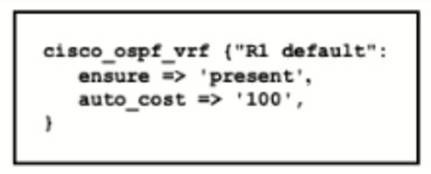 cisco_ospf_vrf {"R1 default":
ensure => 'present',
auto_cost => '100',
}